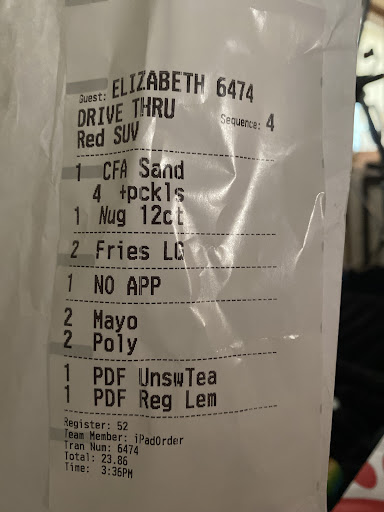 Guest: ELIZABETH 6474
DRIVE THRU Sequence: 4
Red SUV
1 CFA Sand
4 +pckls
1 Nug 12ct
2 Fries LG
1 NO APP
2 Mayo
2 Poly
1 PDF UnswTea
1 PDF Reg Lem
Register: 52
Team Member: iPadOrder
Tran Num: 6474
Total: 23.86
Time: 3:36PM